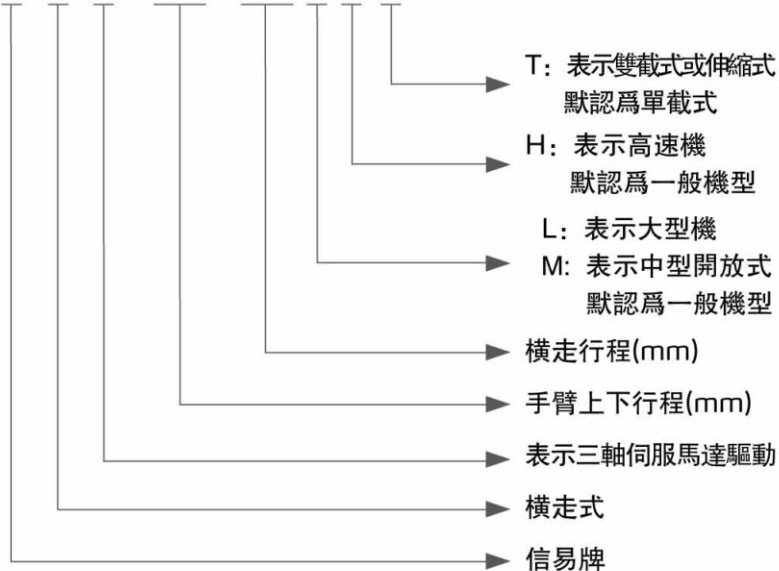 T: 表示雙截式或伸縮式
默認爲單截式
H: 表示高速機
默認爲一般機型
L: 表示大型機
M: 表示中型開放式
默認爲一般機型
橫走行程(mm)
手臂上下行程(mm)
表示三軸伺服馬達驅動
橫走式
信易牌